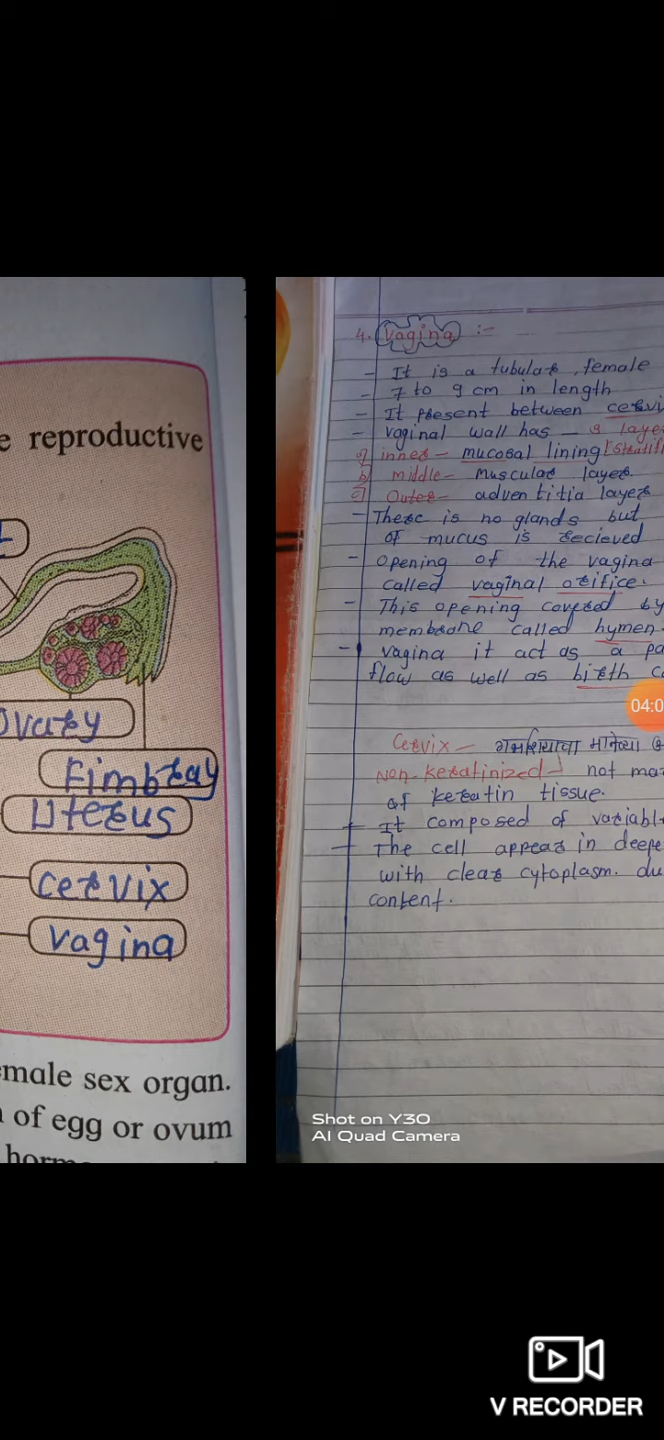 e reproductive
Ovary
Fimbray
Uterus
cervix
vagina
male sex organ.
of egg or ovum
4. Vagina :-
- It is a tubular, female
- 7 to 9 cm in length
- It present between cervi
- vaginal wall has - 3 laye
a) inner - mucosal lining [Stratif
b) middle - Muscular layer
c) Outer - adventitia layer
- There is no glands but
of mucus is recieved
- opening of the vagina
called vaginal orifice.
- This opening covered by
membrane called hymen
- vagina it act as a pa
flow as well as birth c
04:0
Cervix - गर्भाशयाचा
Non-keratinized - not ma
of keratin tissue.
+ It composed of variabl
+ The cell appear in deepe
with clear cytoplasm. du
content.
Shot on Y30
AI Quad Camera
V RECORDER